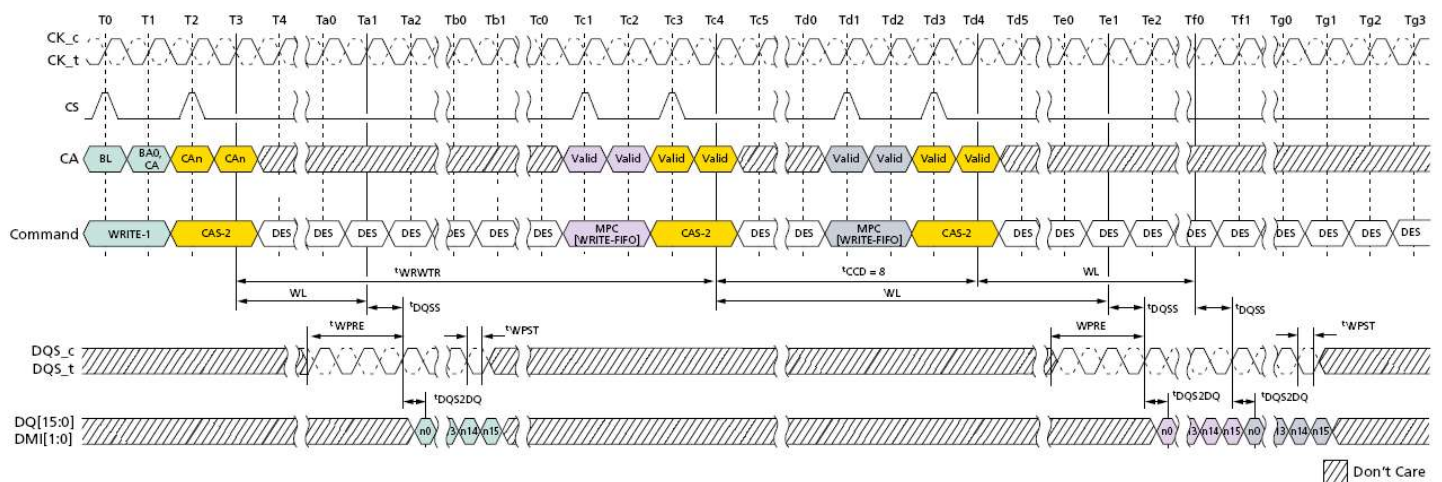 T0 T1 T2 T3 T4 Ta0 Ta1 Ta2 Tb0 Tb1 Tc0 Tc1 Tc2 Tc3 Tc4 Tc5 Td0 Td1 Td2 Td3 Td4 Td5 Te0 Te1 Te2 Tf0 Tf1 Tg0 Tg1 Tg2 Tg3
CK_c
CK_t
CS
CA BL BA0, CA CAn CAn Valid Valid Valid Valid Valid Valid Valid Valid
Command WRITE-1 CAS-2 DES DES DES DES DES DES DES MPC [WRITE-FIFO] CAS-2 DES DES MPC [WRITE-FIFO] CAS-2 DES DES DES DES DES DES DES DES DES DES
tWRWTR tCCD = 8 WL
WL tDQSS WL tDQSS tDQSS
tWPRE tWPST WPRE tWPST
DQS_c
DQS_t
tDQS2DQ tDQS2DQ tDQS2DQ
DQ[15:0]
DMI[1:0]
n0 n14 n15 n0 n14 n15 n0 n14 n15
Don't Care